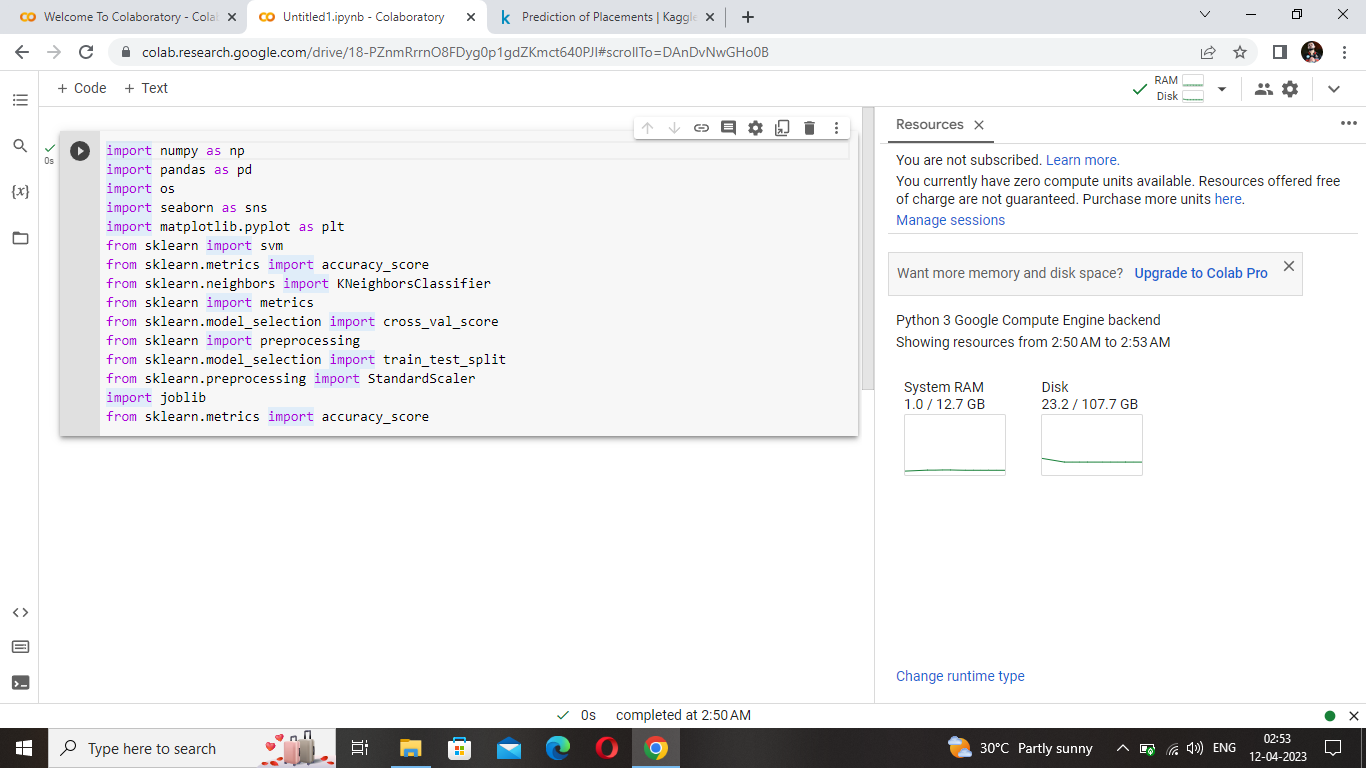 Welcome To Colaboratory - Cola
Untitled1.ipynb - Colaboratory
Prediction of Placements | Kaggle
colab.research.google.com/drive/18-PZnmRrrnO8FDyg0p1gdZKmct640PJI#scrollTo=DAnDvNwGHo0B
+ Code + Text
RAM
Disk
0s
import numpy as np
import pandas as pd
import os
import seaborn as sns
import matplotlib.pyplot as plt
from sklearn import svm
from sklearn.metrics import accuracy_score
from sklearn.neighbors import KNeighborsClassifier
from sklearn import metrics
from sklearn.model_selection import cross_val_score
from sklearn import preprocessing
from sklearn.model_selection import train_test_split
from sklearn.preprocessing import StandardScaler
import joblib
from sklearn.metrics import accuracy_score
Resources
You are not subscribed. Learn more.
You currently have zero compute units available. Resources offered free
of charge are not guaranteed. Purchase more units here.
Manage sessions
Want more memory and disk space? Upgrade to Colab Pro
Python 3 Google Compute Engine backend
Showing resources from 2:50 AM to 2:53 AM
System RAM
1.0 / 12.7 GB
Disk
23.2 / 107.7 GB
Change runtime type
0s completed at 2:50 AM
Type here to search
30°C Partly sunny
ENG
02:53
12-04-2023